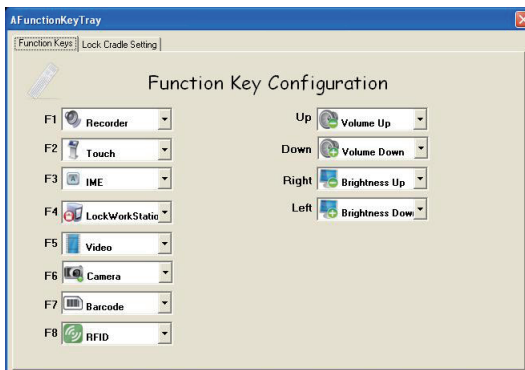 AFunctionKeyTray
Function Keys Lock Cradle Setting
Function Key Configuration
F1 Recorder
F2 Touch
F3 IME
F4 LockWorkStatio
F5 Video
F6 Camera
F7 Barcode
F8 RFID
Up Volume Up
Down Volume Down
Right Brightness Up
Left Brightness Dow